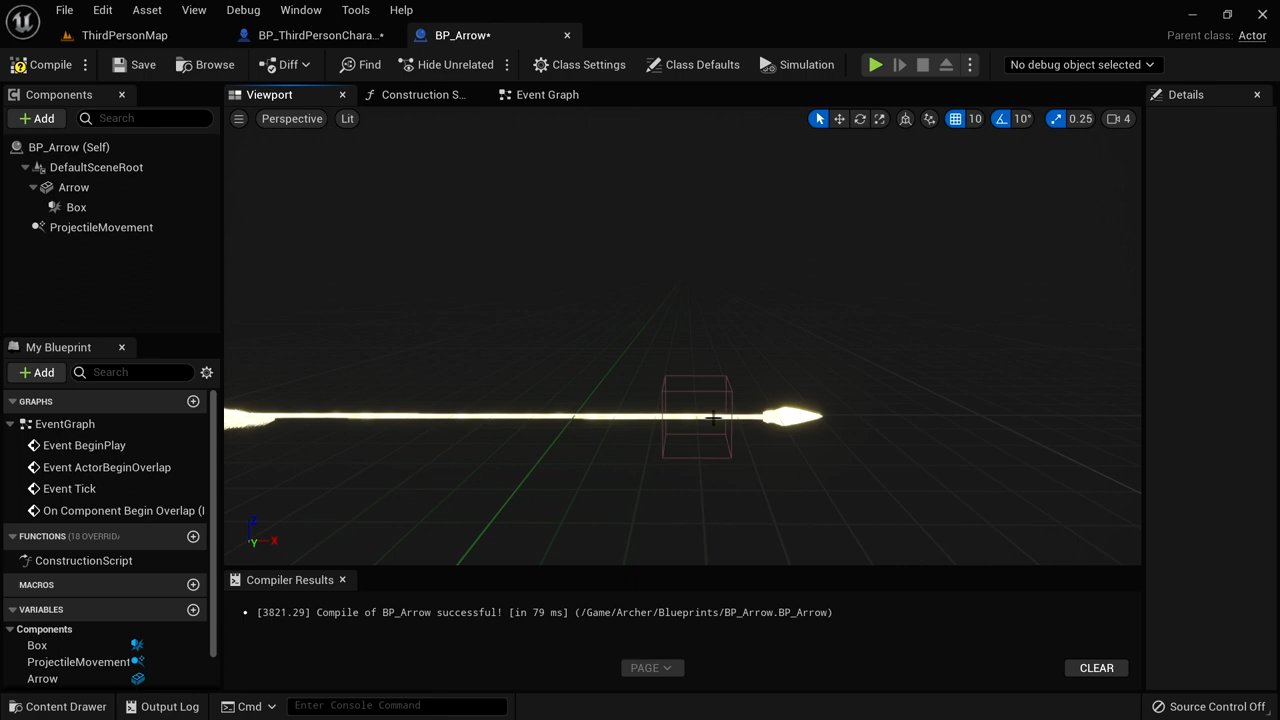 File Edit Asset View Debug Window Tools Help
ThirdPersonMap BP_ThirdPersonChara...* BP_Arrow* Parent class: Actor
Compile Save Browse Diff Find Hide Unrelated Class Settings Class Defaults Simulation No debug object selected
Components Viewport Construction S... Event Graph Details
Add Search Perspective Lit 10 10° 0.25 4
BP_Arrow (Self)
DefaultSceneRoot
Arrow
Box
ProjectileMovement
My Blueprint
Add Search
GRAPHS
EventGraph
Event BeginPlay
Event ActorBeginOverlap
Event Tick
On Component Begin Overlap (
FUNCTIONS (18 OVERRID
ConstructionScript
MACROS
VARIABLES
Components
Box
ProjectileMovement
Arrow
Z
Y X
Compiler Results
[3821.29] Compile of BP_Arrow successful! [in 79 ms] (/Game/Archer/Blueprints/BP_Arrow.BP_Arrow)
PAGE CLEAR
Content Drawer Output Log Cmd Enter Console Command Source Control Off